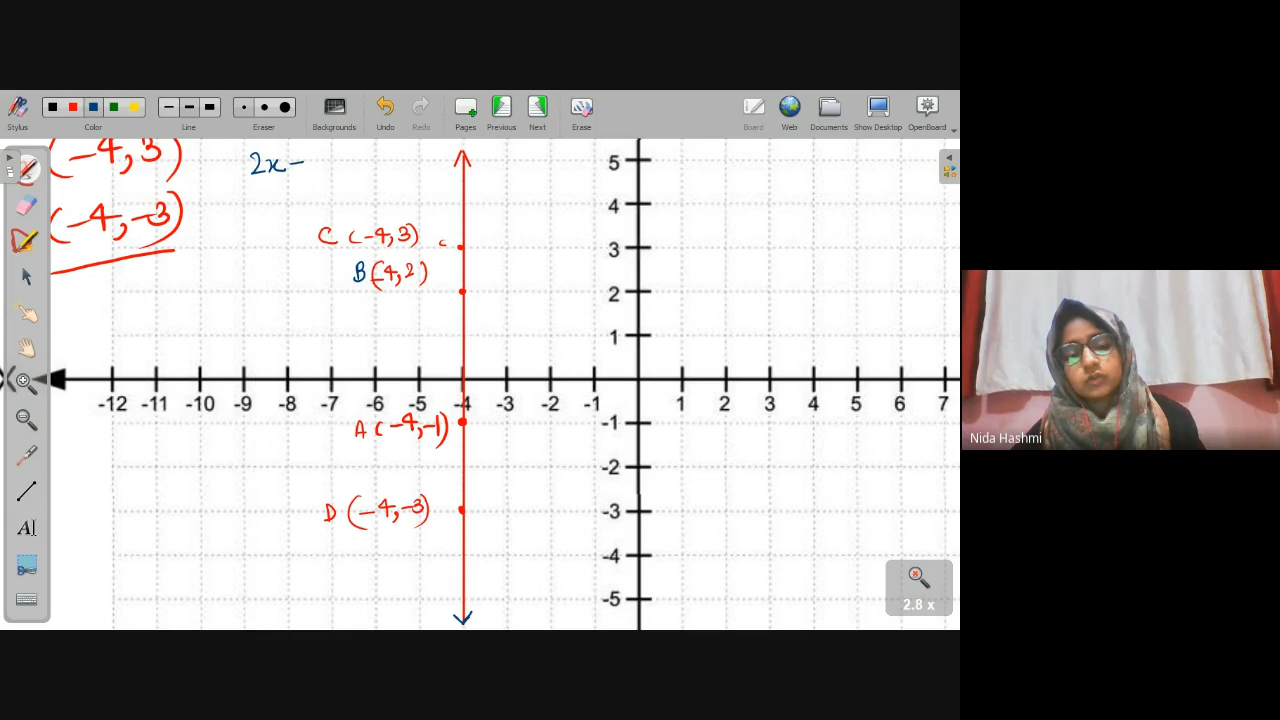 Stylus Color Line Eraser Backgrounds Undo Redo Pages Previous Next Erase Board Web Documents Show Desktop OpenBoard
(-4,3)
(-4,-3)
2x-
5
4
3
2
1
C (-4,3)
B(-4,2)
-12 -11 -10 -9 -8 -7 -6 -5 -4 -3 -2 -1 1 2 3 4 5 6 7
A (-4,-1)
D (-4,-3)
-1
-2
-3
-4
-5
2.8 x
Nida Hashmi